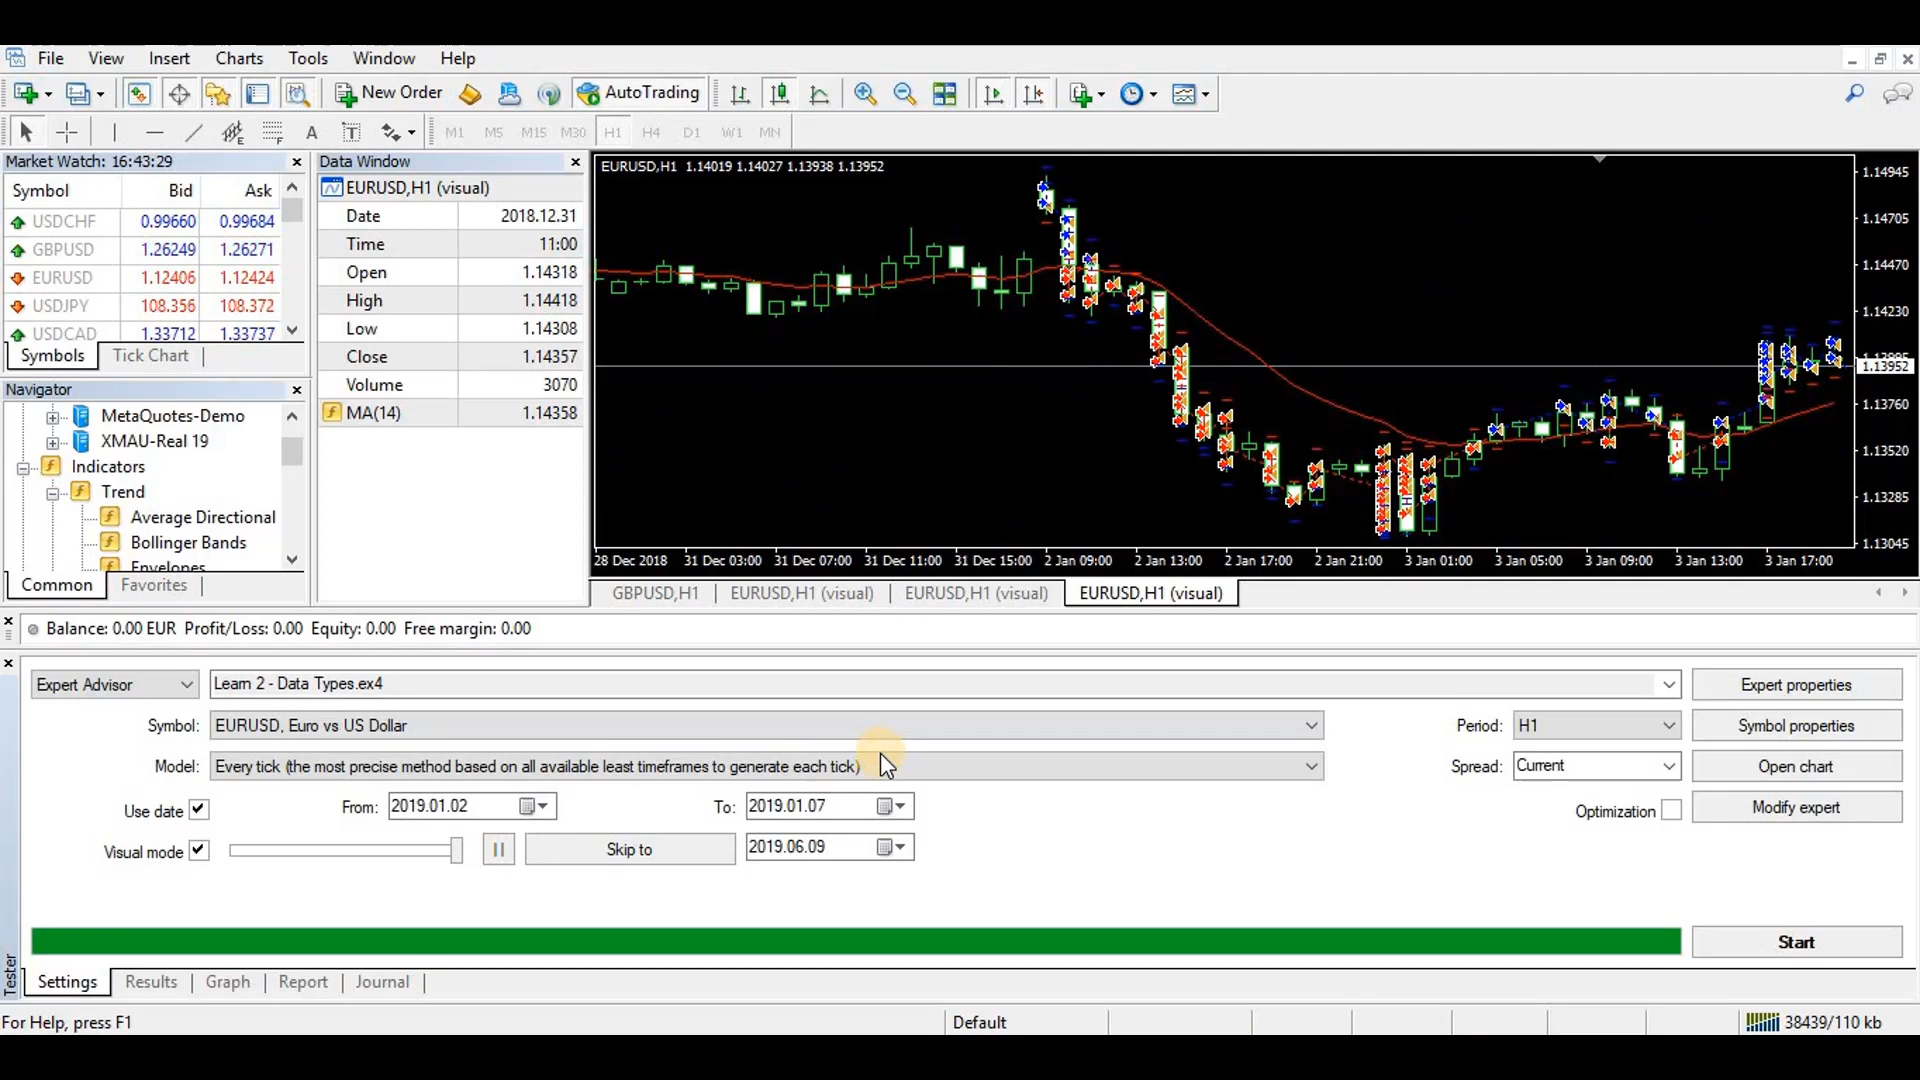 File View Insert Charts Tools Window Help
New Order AutoTrading
A T M1 M5 M15 M30 H1 H4 D1 W1 MN
Market Watch: 16:43:29
Symbol Bid Ask
USDCHF 0.99660 0.99684
GBPUSD 1.26249 1.26271
EURUSD 1.12406 1.12424
USDJPY 108.356 108.372
USDCAD 1.33712 1.33737
Symbols Tick Chart
Navigator
MetaQuotes-Demo
XMAU-Real 19
Indicators
Trend
Average Directional
Bollinger Bands
Envelopes
Common Favorites
Data Window
EURUSD,H1 (visual)
Date 2018.12.31
Time 11:00
Open 1.14318
High 1.14418
Low 1.14308
Close 1.14357
Volume 3070
MA(14) 1.14358
EURUSD,H1 1.14019 1.14027 1.13938 1.13952
1.14945
1.14705
1.14470
1.14230
1.13952
1.13760
1.13520
1.13285
1.13045
28 Dec 2018 31 Dec 03:00 31 Dec 07:00 31 Dec 11:00 31 Dec 15:00 2 Jan 09:00 2 Jan 13:00 2 Jan 17:00 2 Jan 21:00 3 Jan 01:00 3 Jan 05:00 3 Jan 09:00 3 Jan 13:00 3 Jan 17:00
GBPUSD,H1 EURUSD,H1 (visual) EURUSD,H1 (visual) EURUSD,H1 (visual)
Balance: 0.00 EUR Profit/Loss: 0.00 Equity: 0.00 Free margin: 0.00
Expert Advisor Learn 2 - Data Types.ex4 Expert properties
Symbol: EURUSD, Euro vs US Dollar Period: H1 Symbol properties
Model: Every tick (the most precise method based on all available least timeframes to generate each tick) Spread: Current Open chart
Use date From: 2019.01.02 To: 2019.01.07 Optimization Modify expert
Visual mode Skip to 2019.06.09
Start
Tester
Settings Results Graph Report Journal
For Help, press F1 Default 38439/110 kb